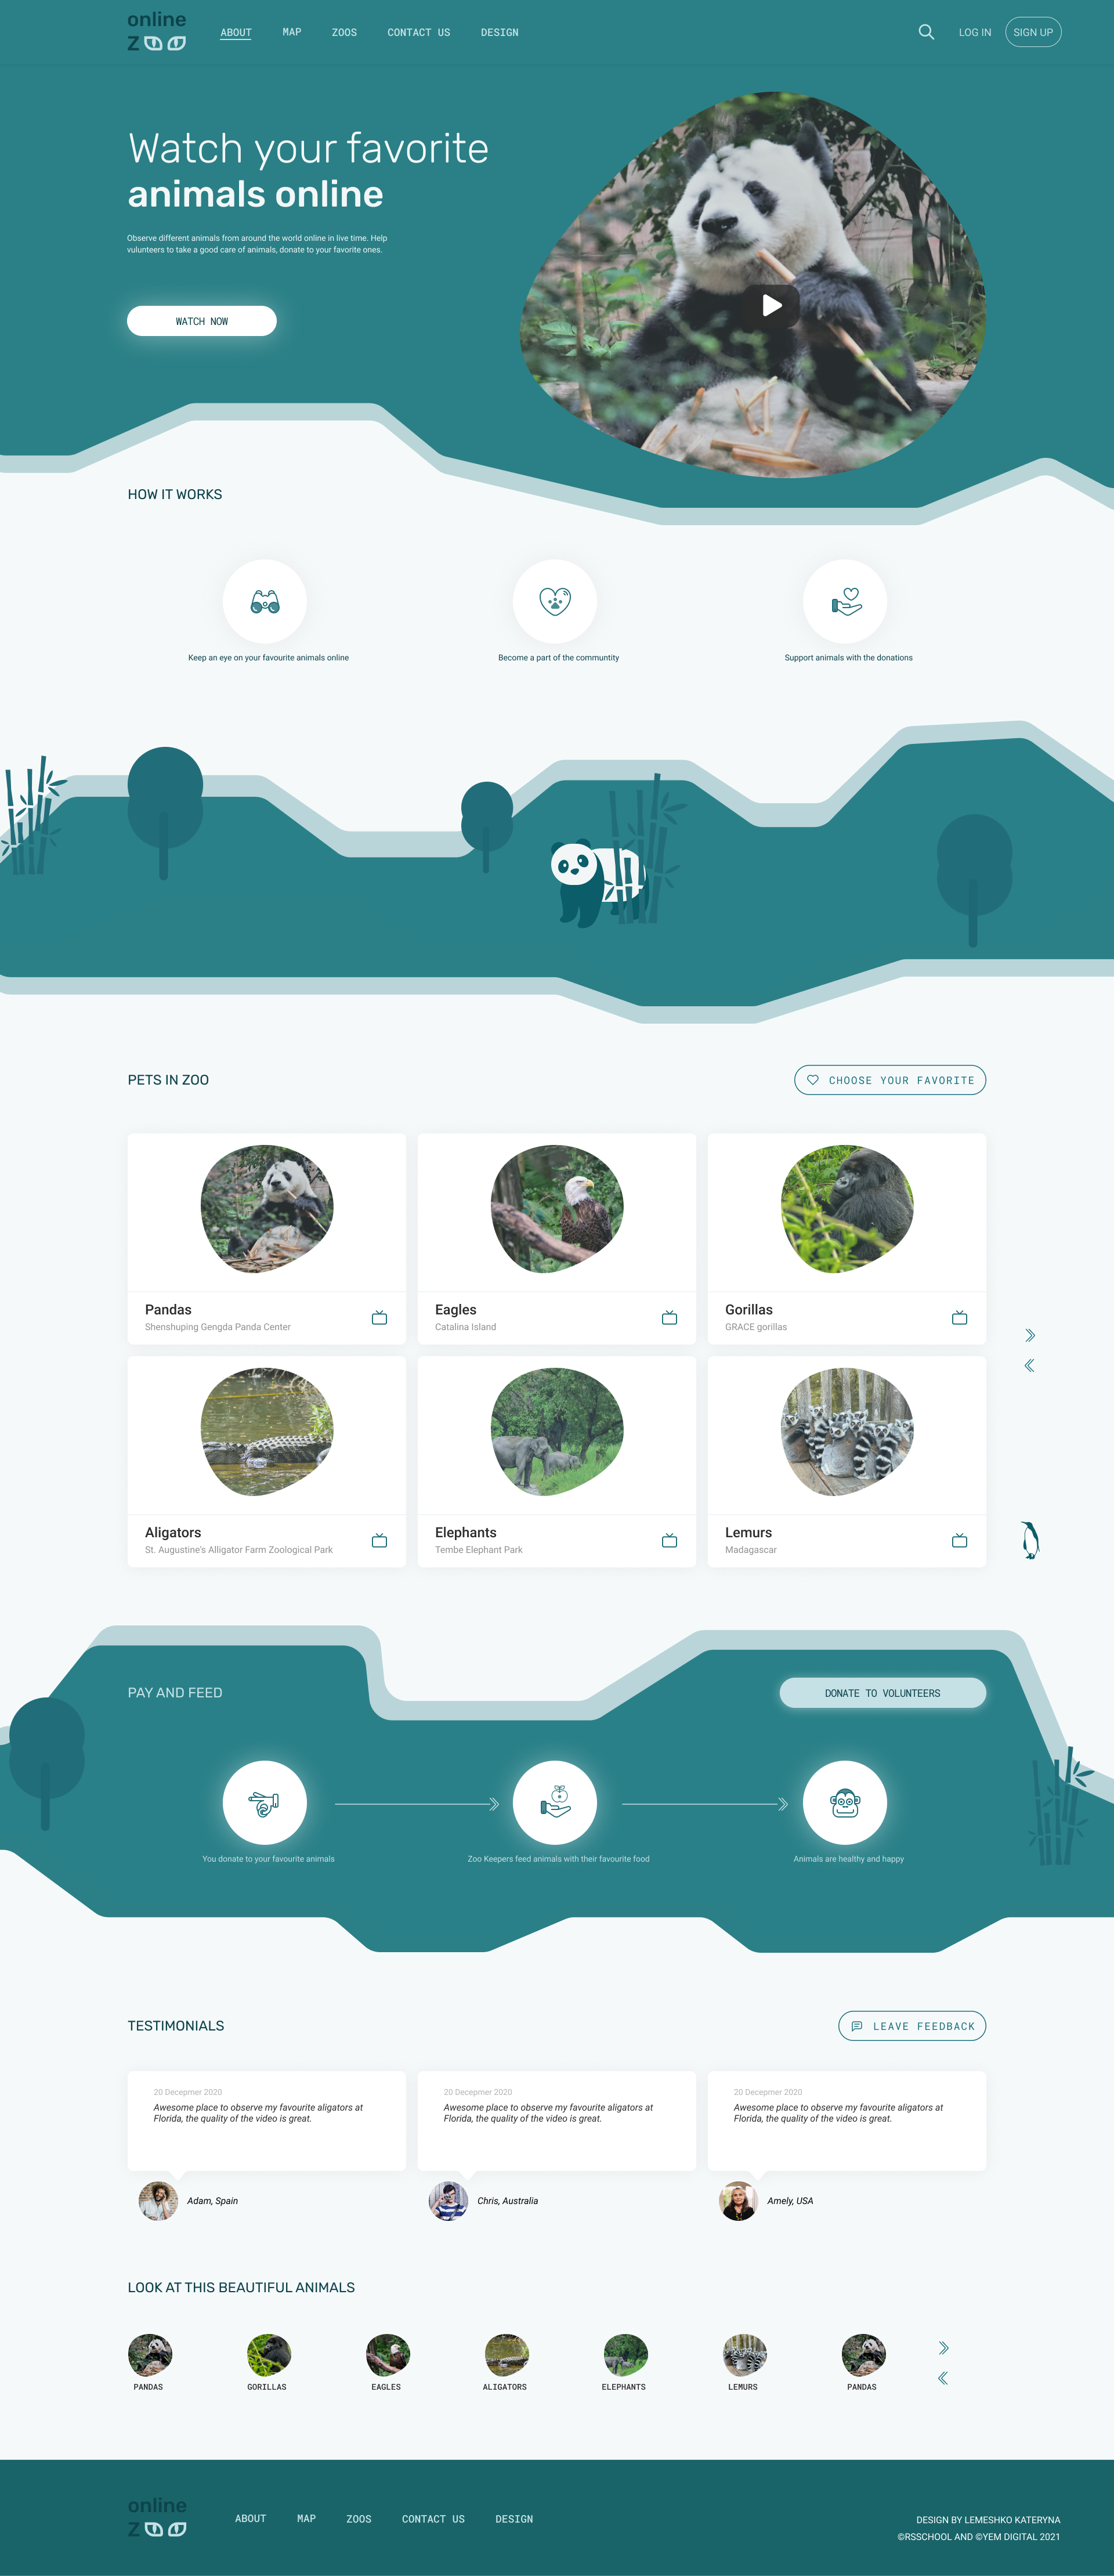 online
ZOO
ABOUT
MAP
ZOOS
CONTACT US
DESIGN
LOG IN
SIGN UP
Watch your favorite
animals online
Observe different animals from around the world online in live time. Help
vulunteers to take a good care of animals, donate to your favorite ones.
WATCH NOW
HOW IT WORKS
Keep an eye on your favourite animals online
Become a part of the communtity
Support animals with the donations
PETS IN ZOO
CHOOSE YOUR FAVORITE
Pandas
Shenshuping Gengda Panda Center
Eagles
Catalina Island
Gorillas
GRACE gorillas
Aligators
St. Augustine's Alligator Farm Zoological Park
Elephants
Tembe Elephant Park
Lemurs
Madagascar
PAY AND FEED
DONATE TO VOLUNTEERS
You donate to your favourite animals
Zoo Keepers feed animals with their favourite food
Animals are healthy and happy
TESTIMONIALS
LEAVE FEEDBACK
20 Decepmer 2020
Awesome place to observe my favourite aligators at
Florida, the quality of the video is great.
Adam, Spain
20 Decepmer 2020
Awesome place to observe my favourite aligators at
Florida, the quality of the video is great.
Chris, Australia
20 Decepmer 2020
Awesome place to observe my favourite aligators at
Florida, the quality of the video is great.
Amely, USA
LOOK AT THIS BEAUTIFUL ANIMALS
PANDAS
GORILLAS
EAGLES
ALIGATORS
ELEPHANTS
LEMURS
PANDAS
online
ZOO
ABOUT
MAP
ZOOS
CONTACT US
DESIGN
DESIGN BY LEMESHKO KATERYNA
©RSSCHOOL AND ©YEM DIGITAL 2021